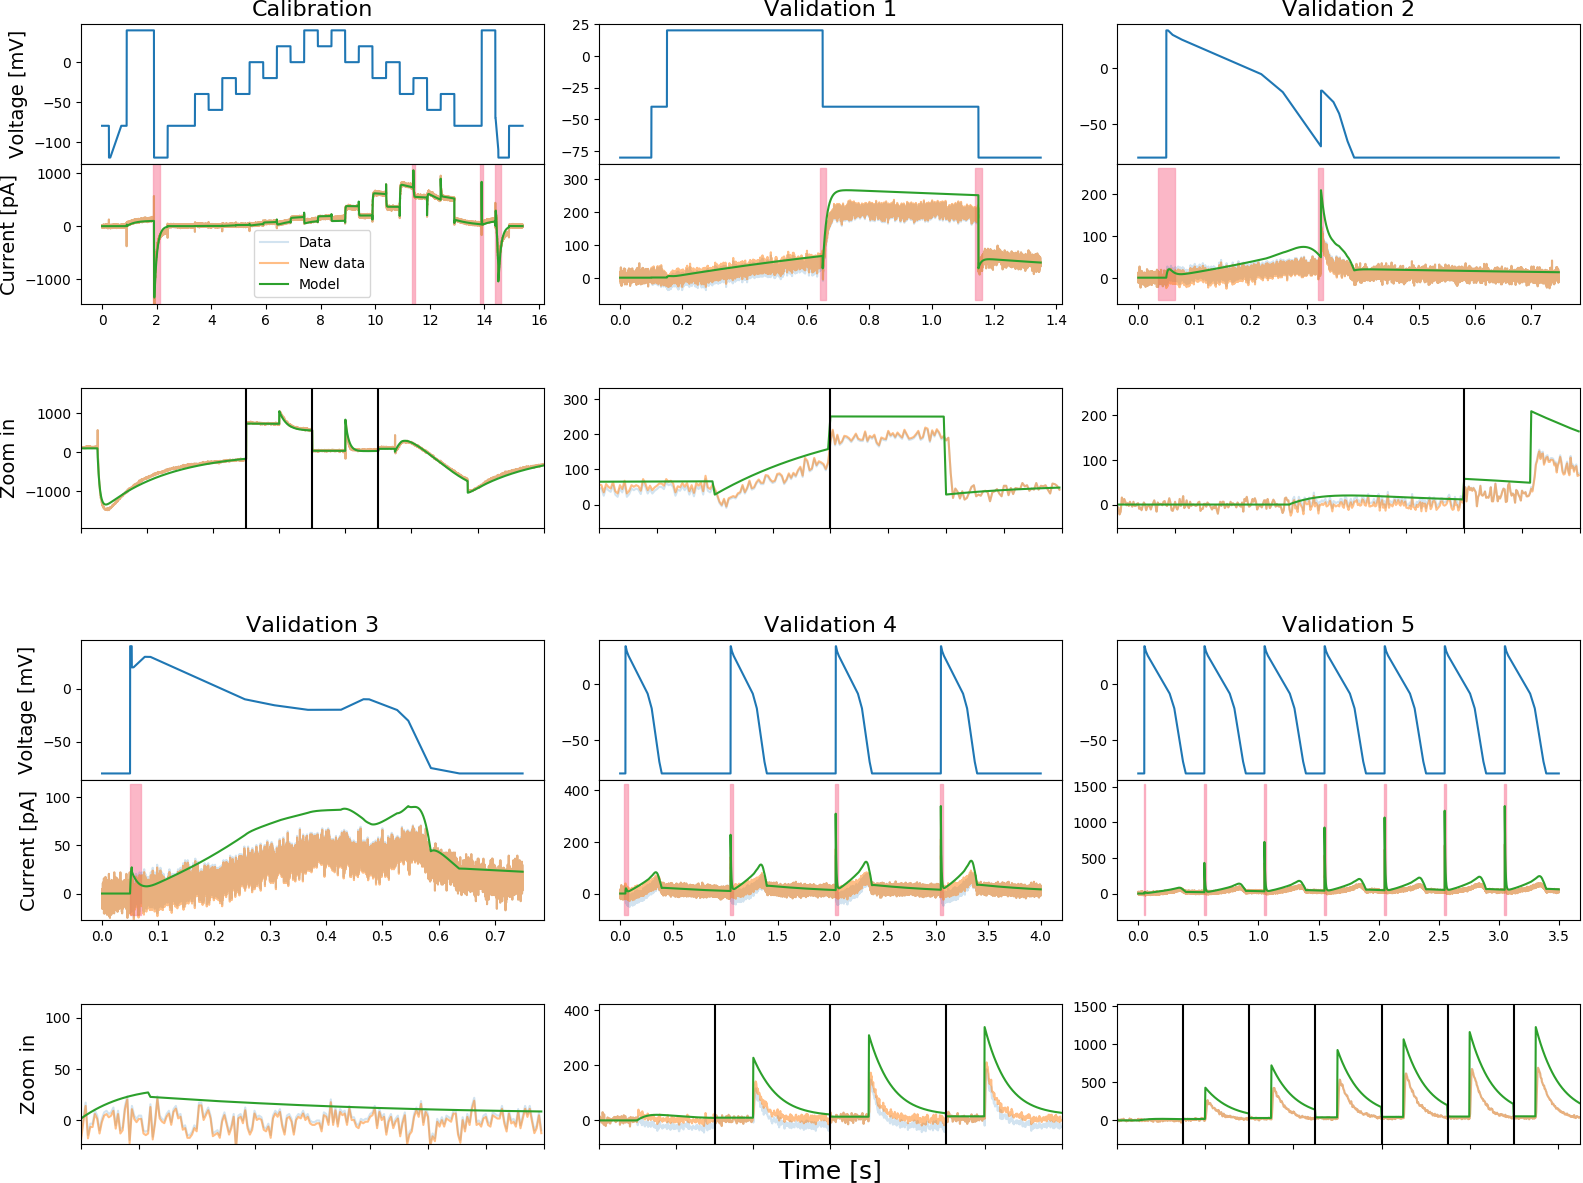 Calibration
Validation 1
Validation 2
Voltage [mV]
0
−50
−100
25
0
−25
−50
−75
0
−50
Current [pA]
1000
0
−1000
Data
New data
Model
300
200
100
0
200
100
0
0 2 4 6 8 10 12 14 16
0.0 0.2 0.4 0.6 0.8 1.0 1.2 1.4
0.0 0.1 0.2 0.3 0.4 0.5 0.6 0.7
Zoom in
1000
0
−1000
300
200
100
0
200
100
0
Validation 3
Validation 4
Validation 5
Voltage [mV]
0
−50
0
−50
0
−50
Current [pA]
100
50
0
400
200
0
1500
1000
500
0
0.0 0.1 0.2 0.3 0.4 0.5 0.6 0.7
0.0 0.5 1.0 1.5 2.0 2.5 3.0 3.5 4.0
0.0 0.5 1.0 1.5 2.0 2.5 3.0 3.5
Zoom in
100
50
0
400
200
0
1500
1000
500
0
Time [s]